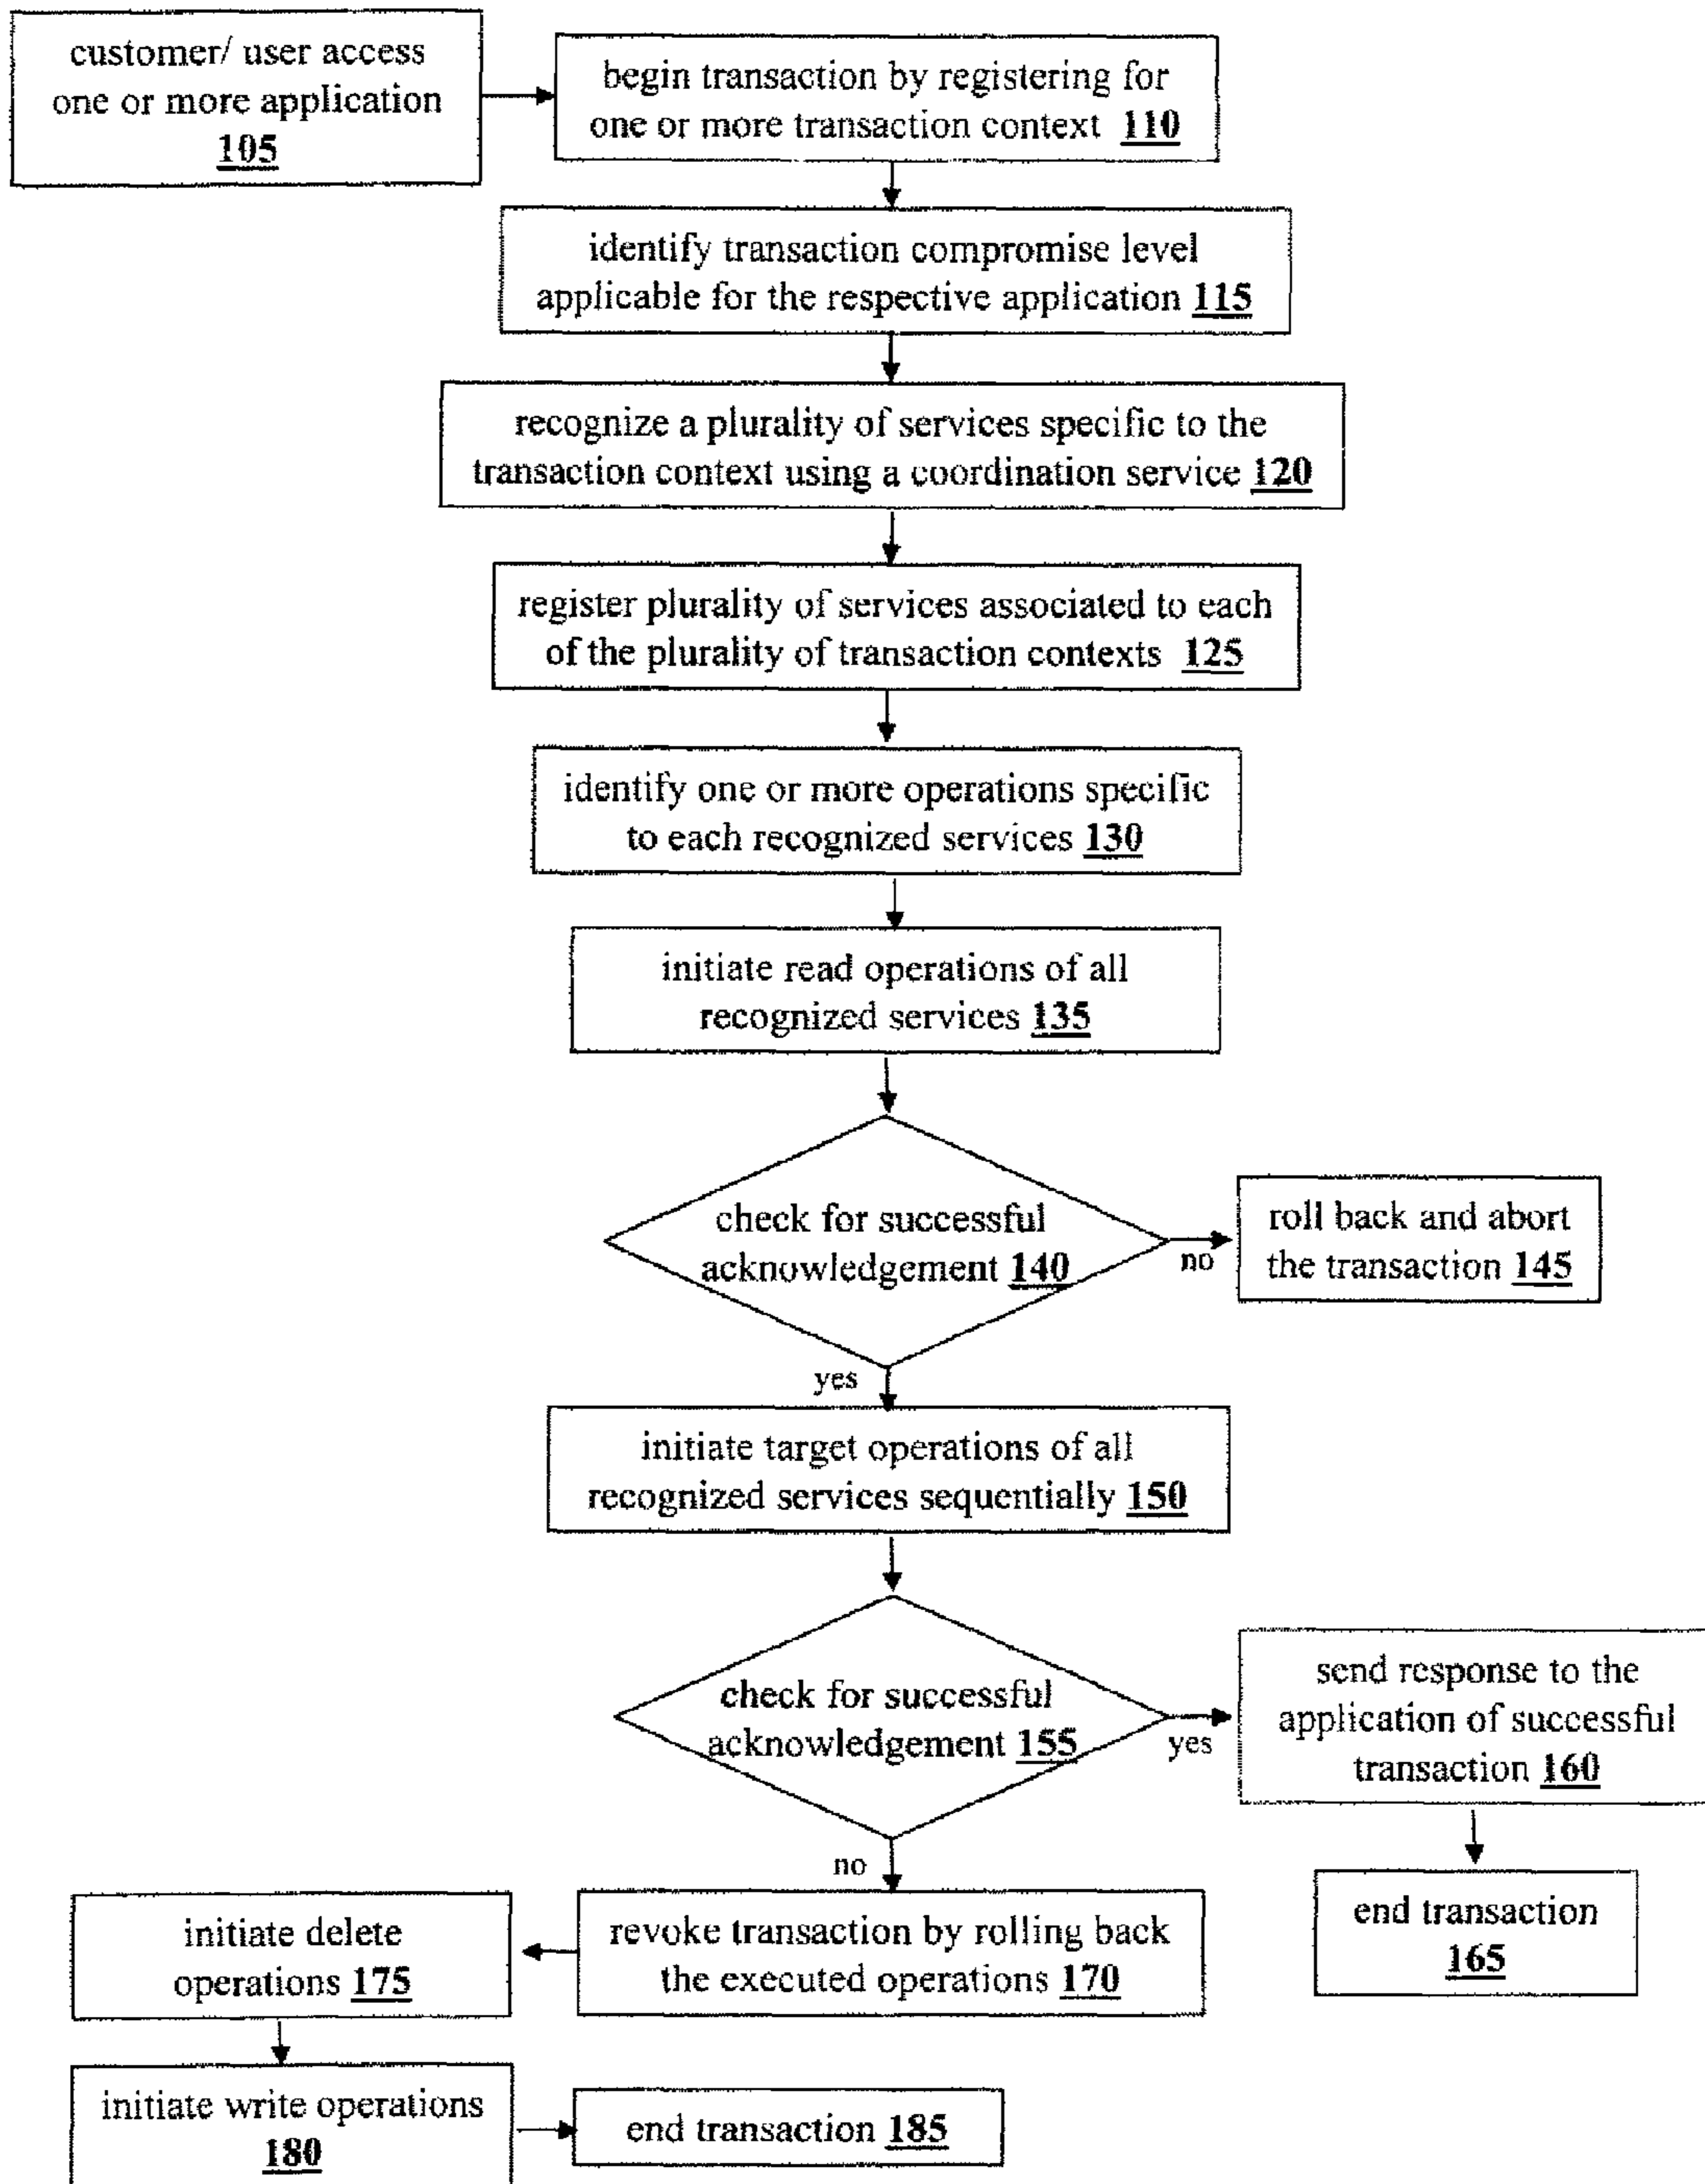 customer/ user access
one or more application
105
begin transaction by registering for
one or more transaction context 110
identify transaction compromise level
applicable for the respective application 115
recognize a plurality of services specific to the
transaction context using a coordination service 120
register plurality of services associated to each
of the plurality of transaction contexts 125
identify one or more operations specific
to each recognized services 130
initiate read operations of all
recognized services 135
check for successful
acknowledgement 140
no
roll back and abort
the transaction 145
yes
initiate target operations of all
recognized services sequentially 150
check for successful
acknowledgement 155
yes
send response to the
application of successful
transaction 160
end transaction
165
no
revoke transaction by rolling back
the executed operations 170
initiate delete
operations 175
initiate write operations
180
end transaction 185